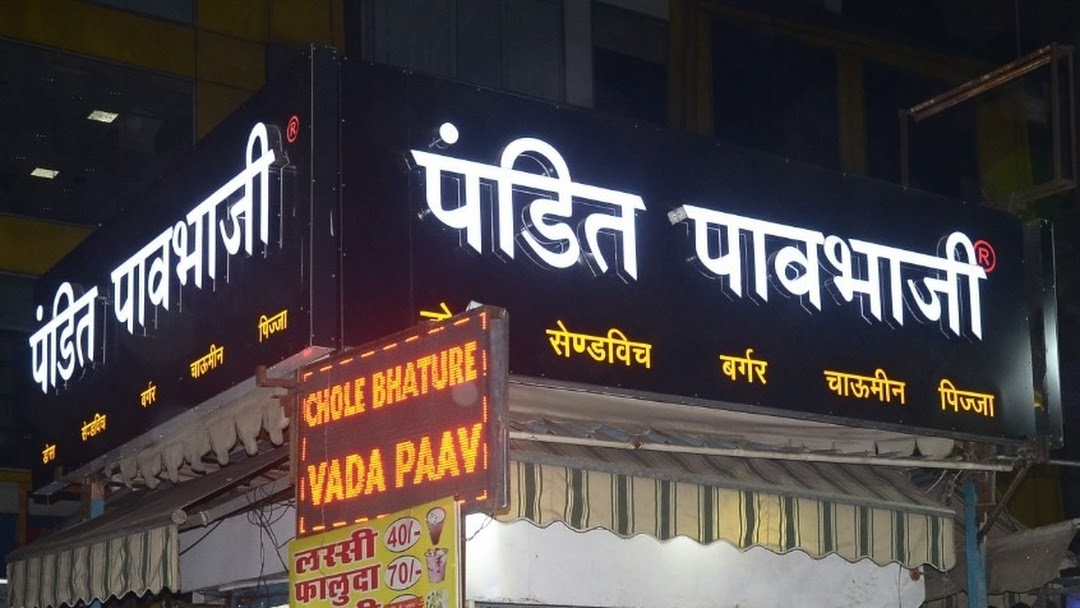 पंडित पावभाजी ®
डोसा सेण्डविच बर्गर चाऊमीन पिज्जा
पंडित पावभाजी ®
सेण्डविच बर्गर चाऊमीन पिज्जा
CHOLE BHATURE
VADA PAAV
लस्सी 40/-
फालुदा 70/-